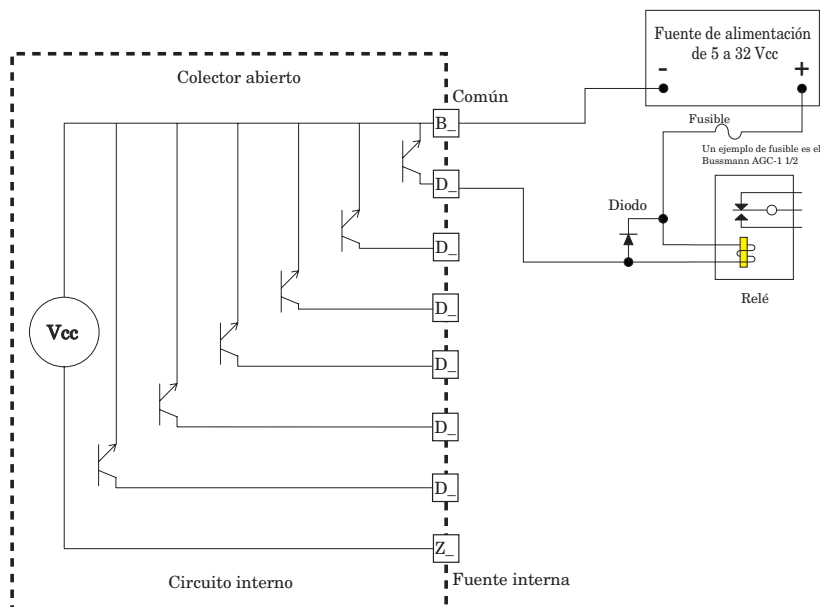 Fuente de alimentación
de 5 a 32 Vcc
- +
Colector abierto
Común
B_
Fusible
Un ejemplo de fusible es el
Bussmann AGC-1 1/2
D_
Diodo
D_
D_
Relé
Vcc
D_
D_
D_
Z_
Circuito interno
Fuente interna